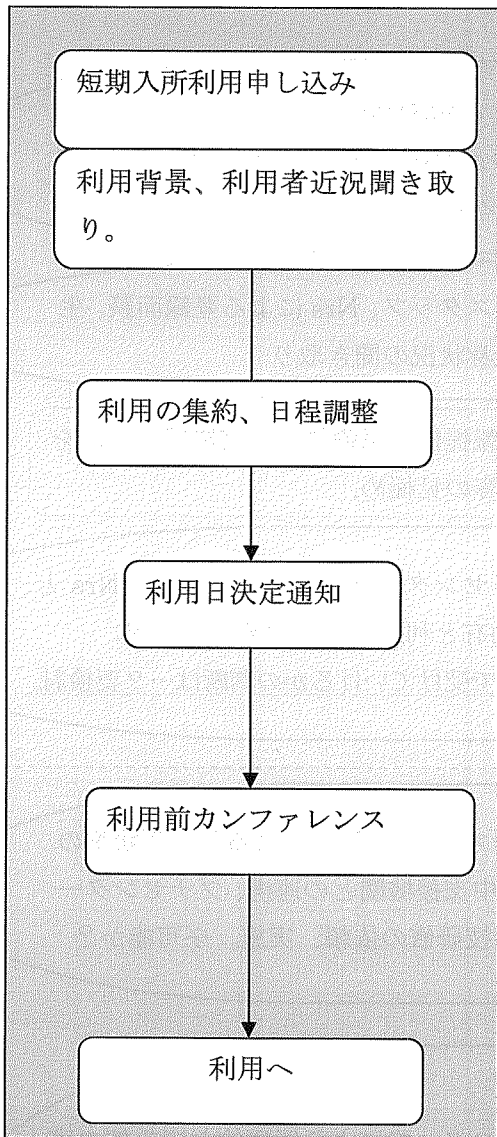 短期入所利用申し込み
利用背景、利用者近況聞き取
り。
利用の集約、日程調整
利用日決定通知
利用前カンファレンス
利用へ